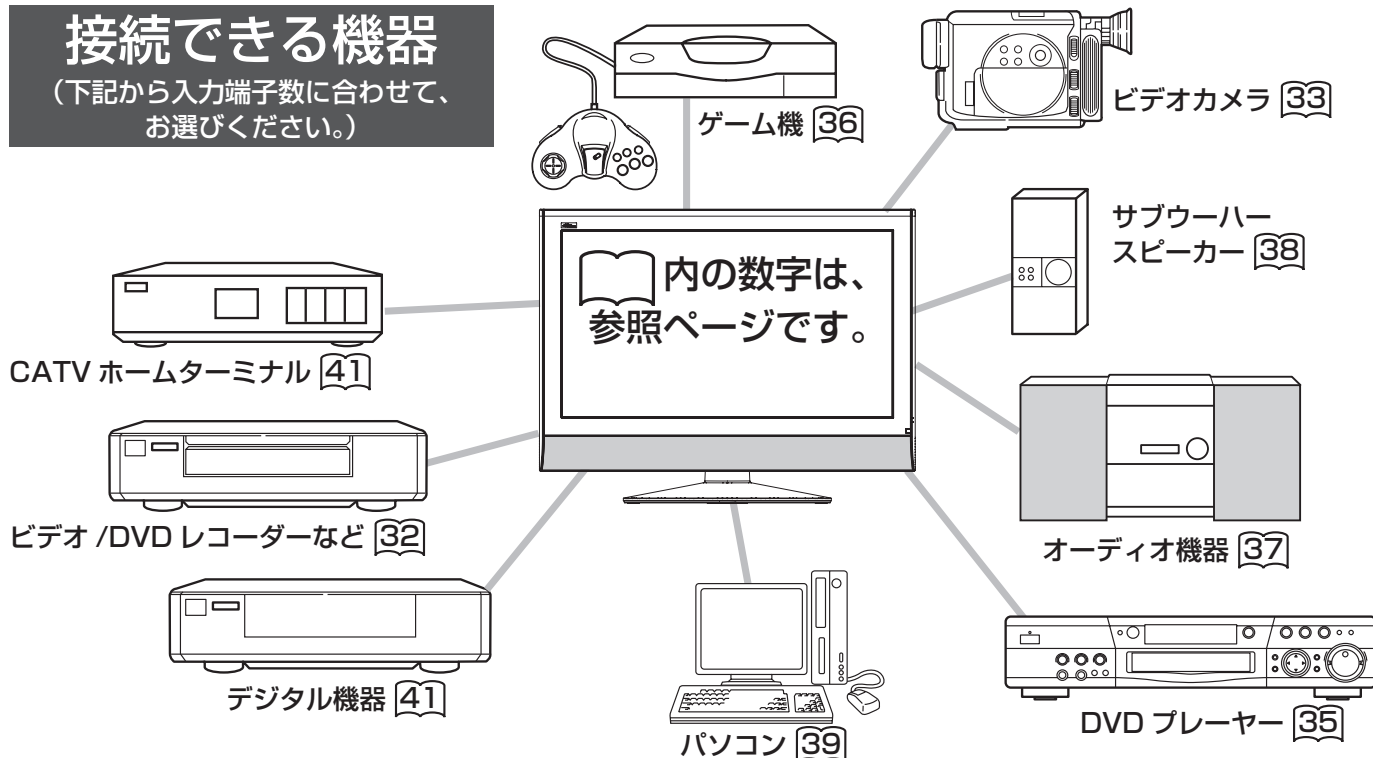 接続できる機器
（下記から入力端子数に合わせて、
お選びください。）
ゲーム機 36
ビデオカメラ 33
サブウーハー
スピーカー 38
内の数字は、
参照ページです。
CATV ホームターミナル 41
ビデオ /DVD レコーダーなど 32
オーディオ機器 37
デジタル機器 41
パソコン 39
DVD プレーヤー 35